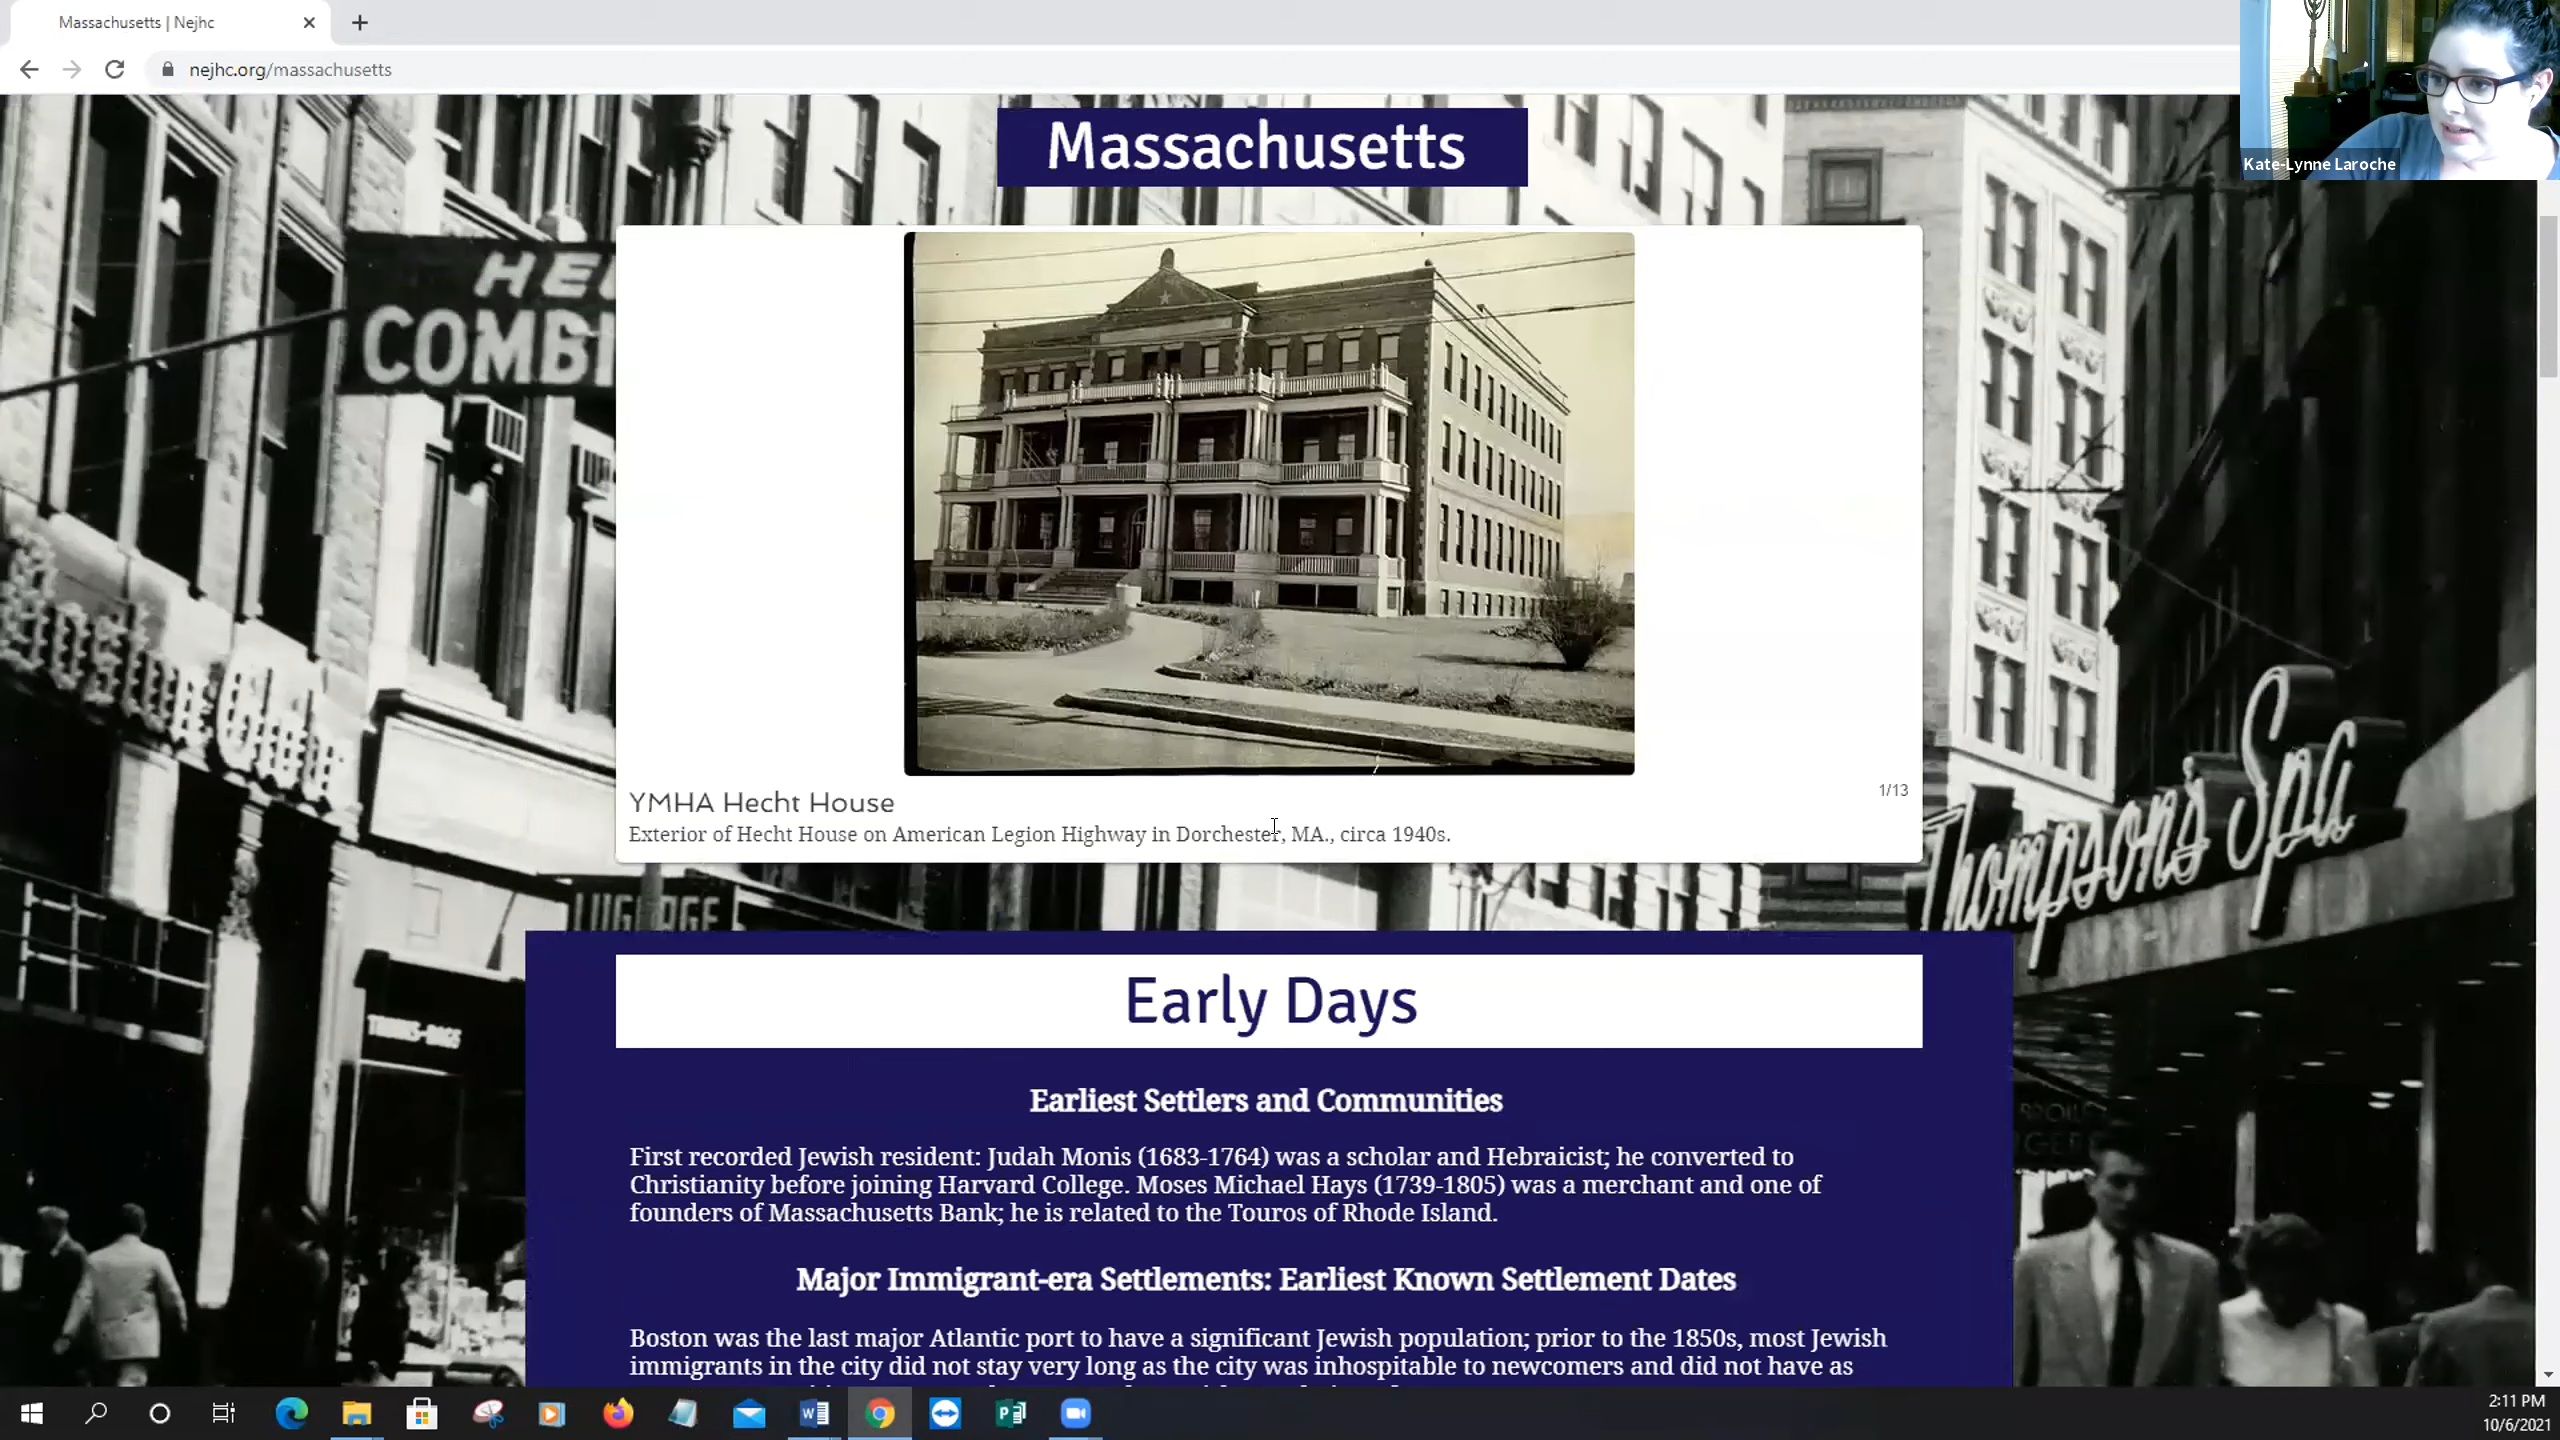 Massachusetts | Nejhc
nejhc.org/massachusetts
Kate-Lynne Laroche
Massachusetts
COMBI
YMHA Hecht House
1/13
Exterior of Hecht House on American Legion Highway in Dorchester, MA., circa 1940s.
LUGGAGE
Thompsons Spa
Early Days
Earliest Settlers and Communities
First recorded Jewish resident: Judah Monis (1683-1764) was a scholar and Hebraicist; he converted to
Christianity before joining Harvard College. Moses Michael Hays (1739-1805) was a merchant and one of
founders of Massachusetts Bank; he is related to the Touros of Rhode Island.
Major Immigrant-era Settlements: Earliest Known Settlement Dates
Boston was the last major Atlantic port to have a significant Jewish population; prior to the 1850s, most Jewish
immigrants in the city did not stay very long as the city was inhospitable to newcomers and did not have as
2:11 PM
10/6/2021